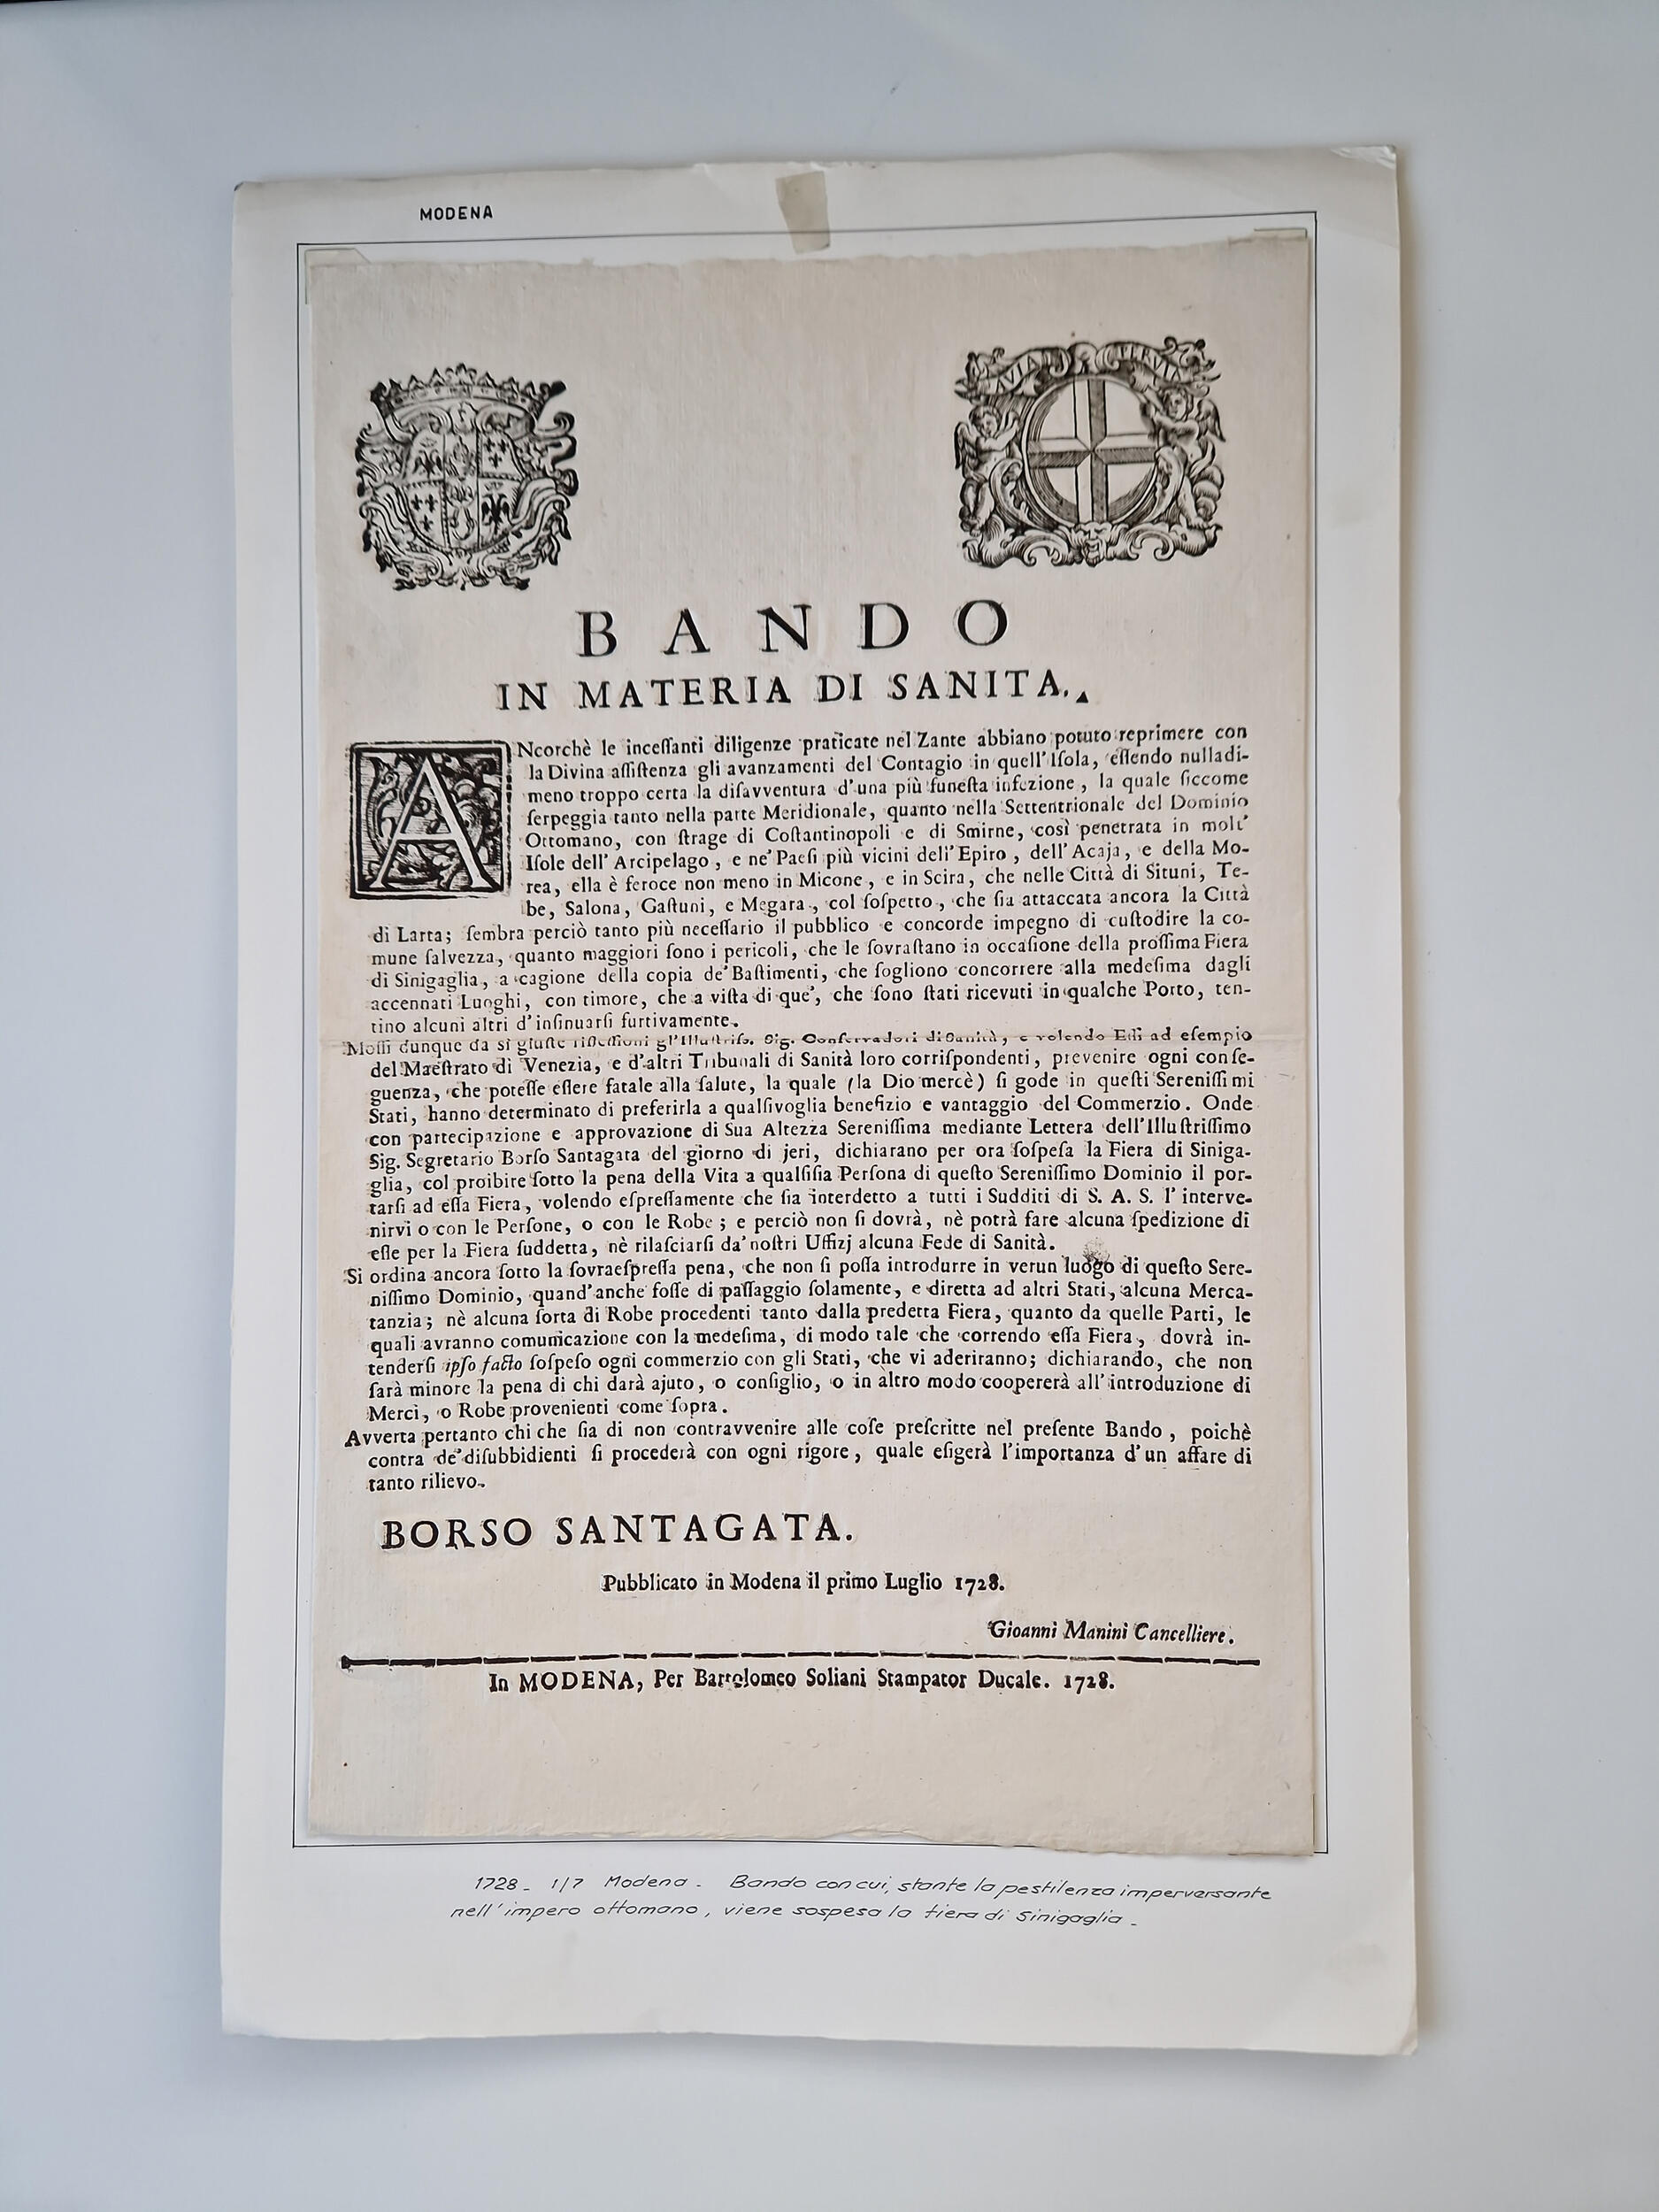 MODENA
AVIA PERVIA
BANDO
IN MATERIA DI SANITA.
ANcorchè le inceſſanti diligenze praticate nel Zante abbiano potuto reprimere con
la Divina aſſiſtenza gli avanzamenti del Contagio in quell'Iſola, eſſendo nulladi-
meno troppo certa la diſavventura d'una più funeſta infezione, la quale ſiccome
ſerpeggia tanto nella parte Meridionale, quanto nella Settentrionale del Dominio
Ottomano, con ſtrage di Coſtantinopoli e di Smirne, così penetrata in molt'
Iſole dell'Arcipelago, e ne' Paeſi più vicini dell'Epiro, dell'Acaja, e della Mo-
rea, ella è feroce non meno in Micone, e in Scira, che nelle Città di Situni, Te-
be, Salona, Gaſtuni, e Megara, col ſoſpetto, che ſia attaccata ancora la Città
di Larta; ſembra perciò tanto più neceſſario il pubblico e concorde impegno di cuſtodire la co-
mune ſalvezza, quanto maggiori ſono i pericoli, che le ſovraſtano in occaſione della proſſima Fiera
di Sinigaglia, a cagione della copia de' Baſtimenti, che ſogliono concorrere alla medeſima dagli
accennati Luoghi, con timore, che a viſta di que', che ſono ſtati ricevuti in qualche Porto, ten-
tino alcuni altri d'inſinuarſi furtivamente.
Moſſi dunque da sì giuſte rifleſſioni gl'Illuſtriſs. Sig. Conſervadori di Sanità, e volendo Eſſi ad eſempio
del Maeſtrato di Venezia, e d'altri Tribunali di Sanità loro corriſpondenti, prevenire ogni conſe-
guenza, che poteſſe eſſere fatale alla ſalute, la quale (la Dio mercè) ſi gode in queſti Sereniſſimi
Stati, hanno determinato di preferirla a qualſivoglia benefizio e vantaggio del Commerzio. Onde
con partecipazione e approvazione di Sua Altezza Sereniſſima mediante Lettera dell'Illuſtriſſimo
Sig. Segretario Borſo Santagata del giorno di jeri, dichiarano per ora ſoſpeſa la Fiera di Siniga-
glia, col proibire ſotto la pena della Vita a qualſiſia Perſona di queſto Sereniſſimo Dominio il por-
tarſi ad eſſa Fiera, volendo eſpreſſamente che ſia interdetto a tutti i Sudditi di S. A. S. l'interve-
nirvi o con le Perſone, o con le Robe; e perciò non ſi dovrà, nè potrà fare alcuna ſpedizione di
eſſe per la Fiera ſuddetta, nè rilaſciarſi da' noſtri Uffizj alcuna Fede di Sanità.
Si ordina ancora ſotto la ſovraeſpreſſa pena, che non ſi poſſa introdurre in verun luogo di queſto Sere-
niſſimo Dominio, quand'anche foſſe di paſſaggio ſolamente, e diretta ad altri Stati, alcuna Merca-
tanzia; nè alcuna ſorta di Robe procedenti tanto dalla predetta Fiera, quanto da quelle Parti, le
quali avranno comunicazione con la medeſima, di modo tale che correndo eſſa Fiera, dovrà in-
tenderſi ipſo facto ſoſpeſo ogni commerzio con gli Stati, che vi aderiranno; dichiarando, che non
ſarà minore la pena di chi darà ajuto, o conſiglio, o in altro modo coopererà all'introduzione di
Merci, o Robe provenienti come ſopra.
Avverta pertanto chi che ſia di non contravvenire alle coſe preſcritte nel preſente Bando, poichè
contra de' diſubbidienti ſi procederà con ogni rigore, quale eſigerà l'importanza d'un affare di
tanto rilievo.
BORSO SANTAGATA.
Pubblicato in Modena il primo Luglio 1728.
Gioanni Manini Cancelliere.
In MODENA, Per Bartolomeo Soliani Stampator Ducale. 1728.
1728 - 1/7 Modena - Bando con cui, stante la pestilenza imperversante
nell'impero ottomano, viene sospesa la fiera di Sinigaglia -